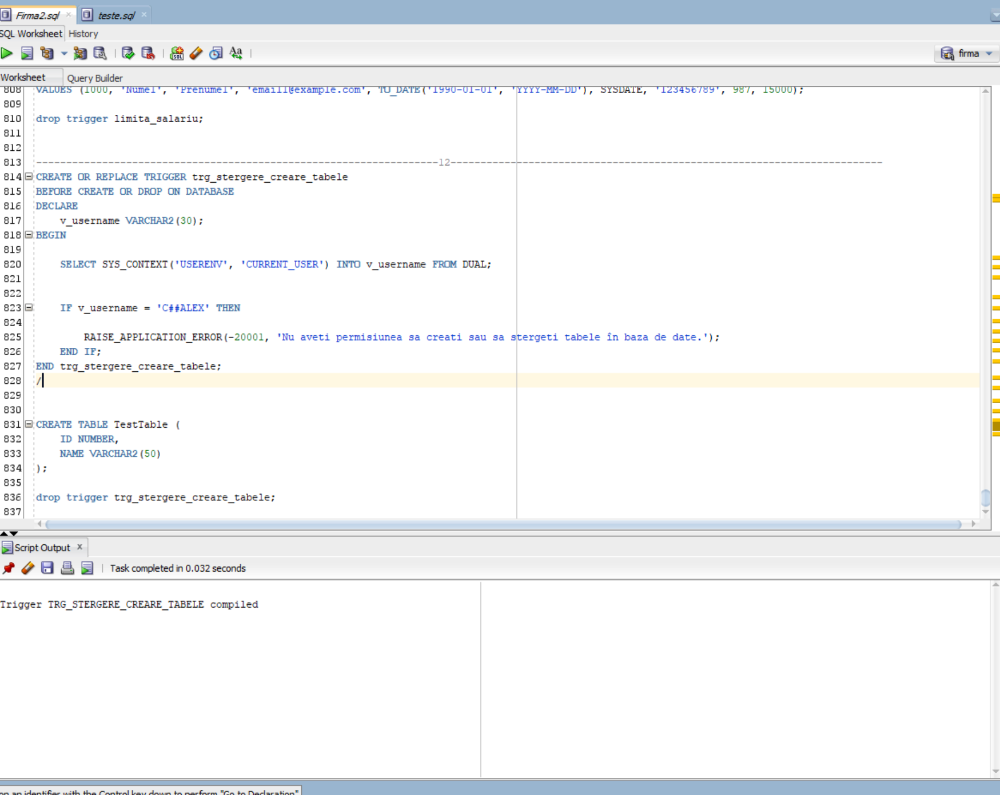 Firma2.sql × teste.sql ×
SQL Worksheet History
firma
Worksheet Query Builder
808 VALUES (1000, 'Nume1', 'Prenume1', 'email1@example.com', TO_DATE('1990-01-01', 'YYYY-MM-DD'), SYSDATE, '123456789', 987, 15000);
809
810 drop trigger limita_salariu;
811
812
813 -------------------------------------------------------------------12------------------------------------------------------------------------
814 CREATE OR REPLACE TRIGGER trg_stergere_creare_tabele
815 BEFORE CREATE OR DROP ON DATABASE
816 DECLARE
817     v_username VARCHAR2(30);
818 BEGIN
819
820     SELECT SYS_CONTEXT('USERENV', 'CURRENT_USER') INTO v_username FROM DUAL;
821
822
823     IF v_username = 'C##ALEX' THEN
824
825         RAISE_APPLICATION_ERROR(-20001, 'Nu aveti permisiunea sa creati sau sa stergeti tabele în baza de date.');
826     END IF;
827 END trg_stergere_creare_tabele;
828 /
829
830
831 CREATE TABLE TestTable (
832     ID NUMBER,
833     NAME VARCHAR2(50)
834 );
835
836 drop trigger trg_stergere_creare_tabele;
837
Script Output x
Task completed in 0.032 seconds
Trigger TRG_STERGERE_CREARE_TABELE compiled
on an identifier with the Control key down to perform "Go to Declaration"